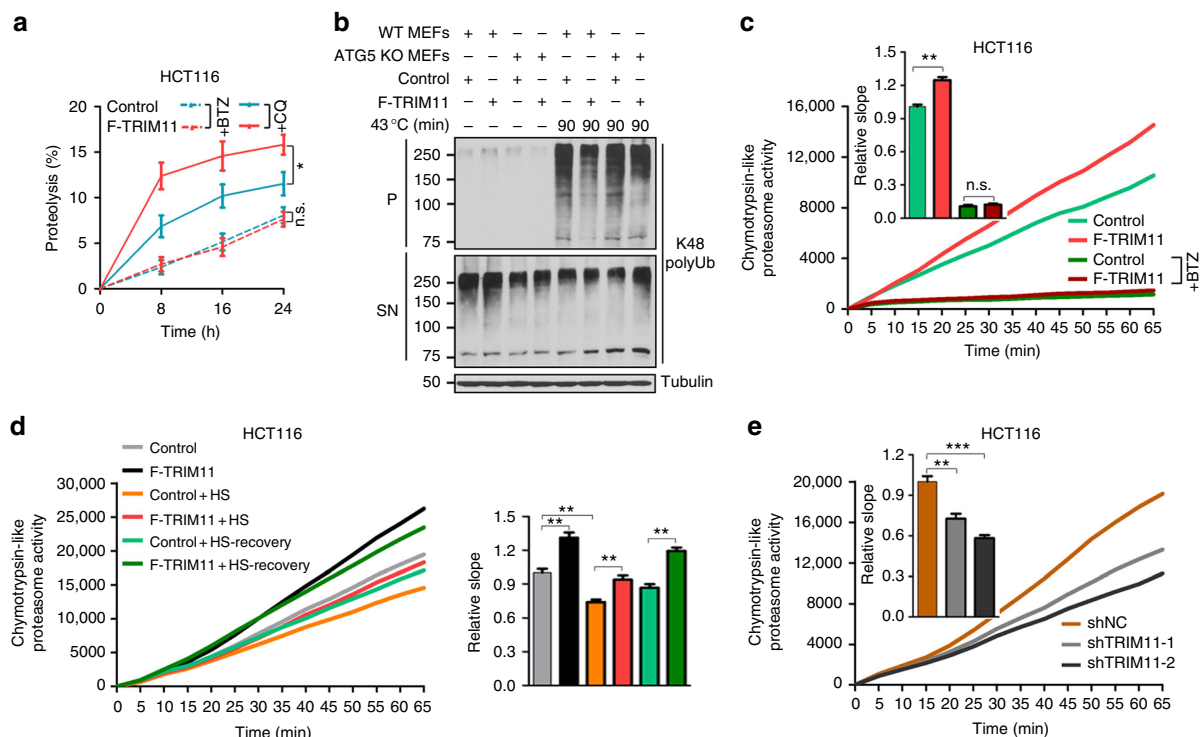 a
HCT116
Control
F-TRIM11
+BTZ
+CQ
Proteolysis (%)
20
15
10
5
0
*
n.s.
0 8 16 24
Time (h)
b
WT MEFs + + – – + + – –
ATG5 KO MEFs – – + + – – + +
Control + – + – + – + –
F-TRIM11 – + – + – + – +
43 °C (min) – – – – 90 90 90 90
P
250
150
100
75
SN
250
150
100
75
K48
polyUb
50
Tubulin
c
HCT116
Chymotrypsin-like
proteasome activity
16,000
12,000
8000
4000
0
Relative slope
1.5
1.2
0.9
0.6
0.3
0.0
**
n.s.
Control
F-TRIM11
Control
F-TRIM11
+BTZ
0 5 10 15 20 25 30 35 40 45 50 55 60 65
Time (min)
d
HCT116
Control
F-TRIM11
Control + HS
F-TRIM11 + HS
Control + HS-recovery
F-TRIM11 + HS-recovery
Chymotrypsin-like
proteasome activity
30,000
25,000
20,000
15,000
10,000
5000
0
0 5 10 15 20 25 30 35 40 45 50 55 60 65
Time (min)
Relative slope
1.5
1.2
0.9
0.6
0.3
0.0
**
**
**
**
e
HCT116
Chymotrypsin-like
proteasome activity
20,000
16,000
12,000
8000
4000
0
Relative slope
1.2
0.9
0.6
0.3
0.0
***
**
shNC
shTRIM11-1
shTRIM11-2
0 5 10 15 20 25 30 35 40 45 50 55 60 65
Time (min)